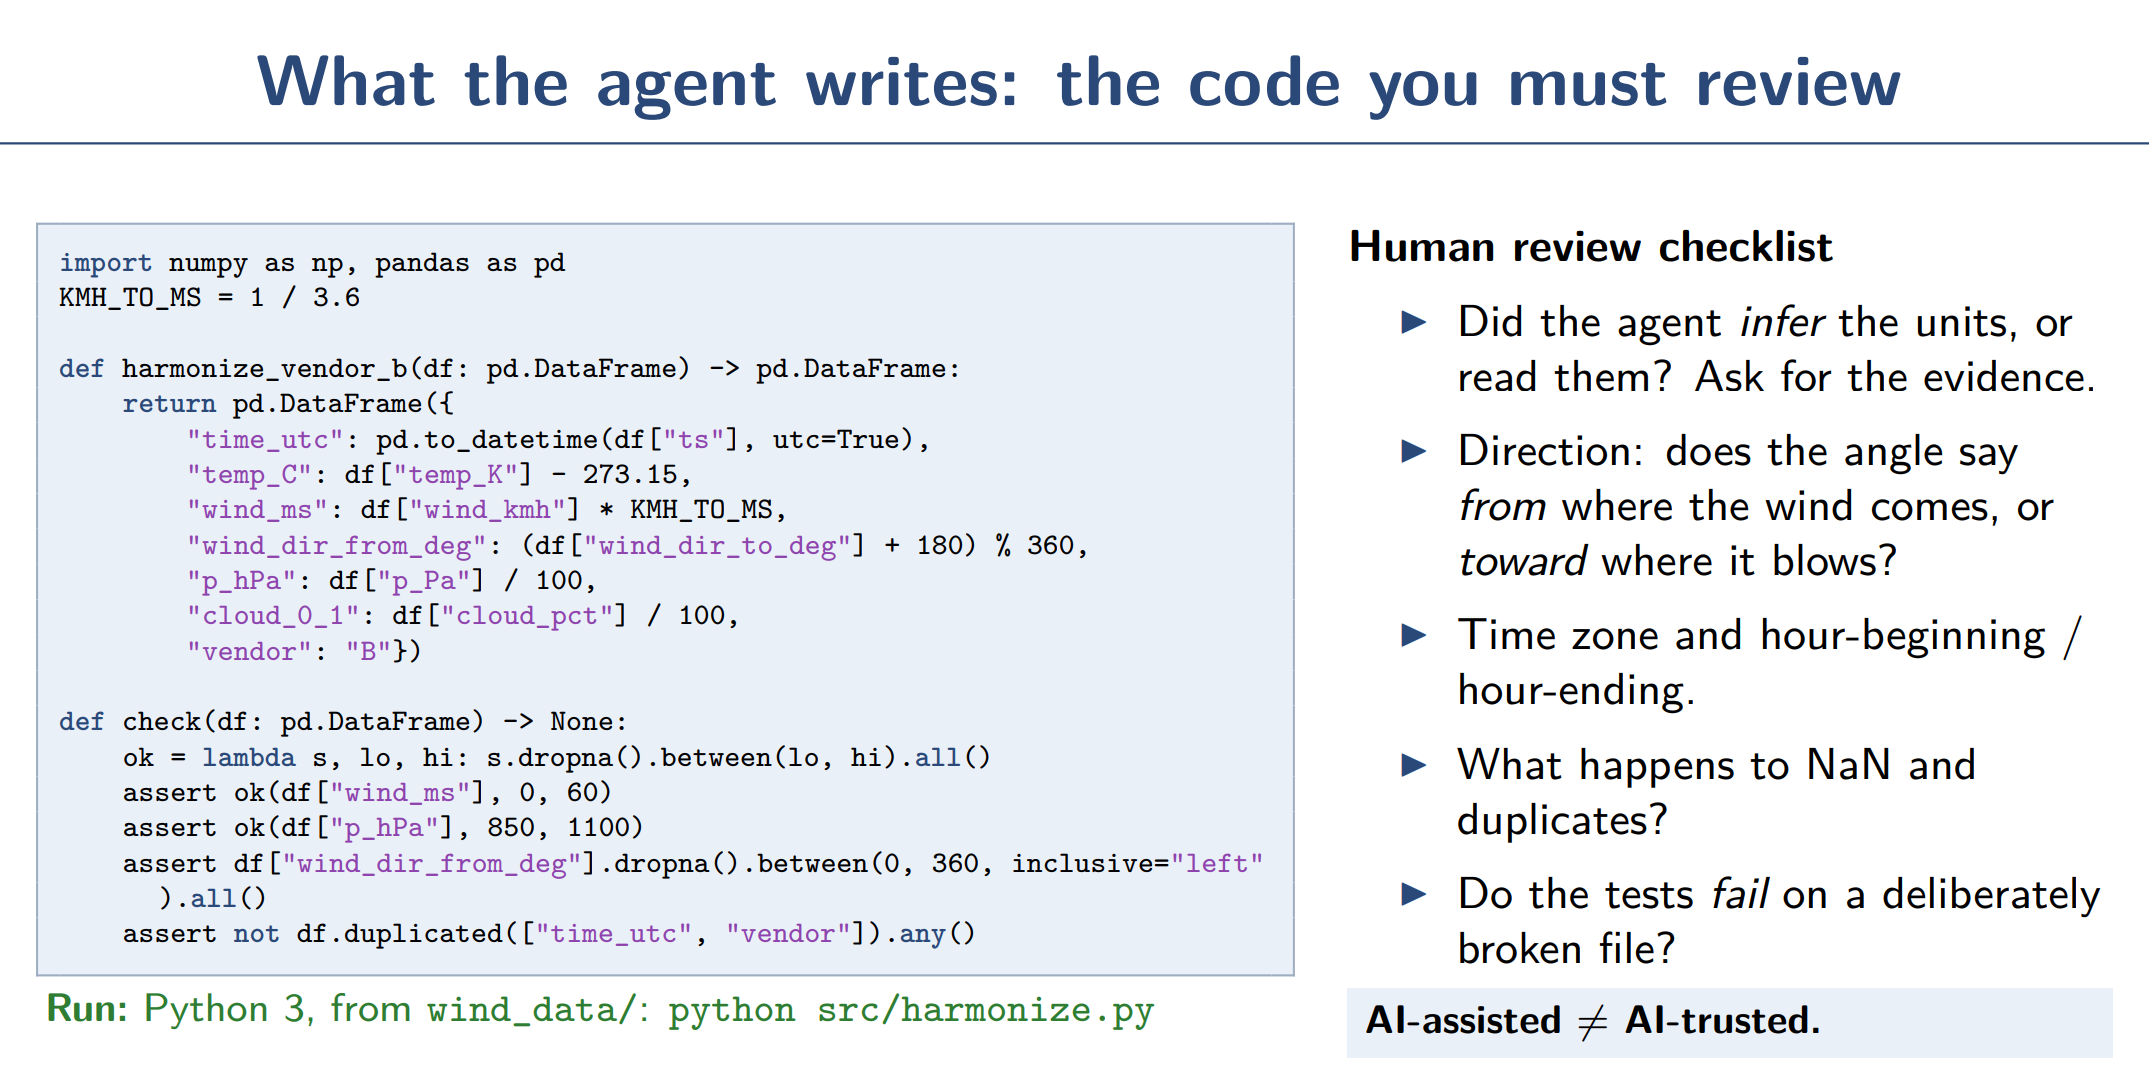 What the agent writes: the code you must review
import numpy as np, pandas as pd
KMH_TO_MS = 1 / 3.6
def harmonize_vendor_b(df: pd.DataFrame) -> pd.DataFrame:
    return pd.DataFrame({
        "time_utc": pd.to_datetime(df["ts"], utc=True),
        "temp_C": df["temp_K"] - 273.15,
        "wind_ms": df["wind_kmh"] * KMH_TO_MS,
        "wind_dir_from_deg": (df["wind_dir_to_deg"] + 180) % 360,
        "p_hPa": df["p_Pa"] / 100,
        "cloud_0_1": df["cloud_pct"] / 100,
        "vendor": "B"})
def check(df: pd.DataFrame) -> None:
    ok = lambda s, lo, hi: s.dropna().between(lo, hi).all()
    assert ok(df["wind_ms"], 0, 60)
    assert ok(df["p_hPa"], 850, 1100)
    assert df["wind_dir_from_deg"].dropna().between(0, 360, inclusive="left"
      ).all()
    assert not df.duplicated(["time_utc", "vendor"]).any()
Run: Python 3, from wind_data/: python src/harmonize.py
Human review checklist
▶ Did the agent infer the units, or
read them? Ask for the evidence.
▶ Direction: does the angle say
from where the wind comes, or
toward where it blows?
▶ Time zone and hour-beginning /
hour-ending.
▶ What happens to NaN and
duplicates?
▶ Do the tests fail on a deliberately
broken file?
AI-assisted ≠ AI-trusted.